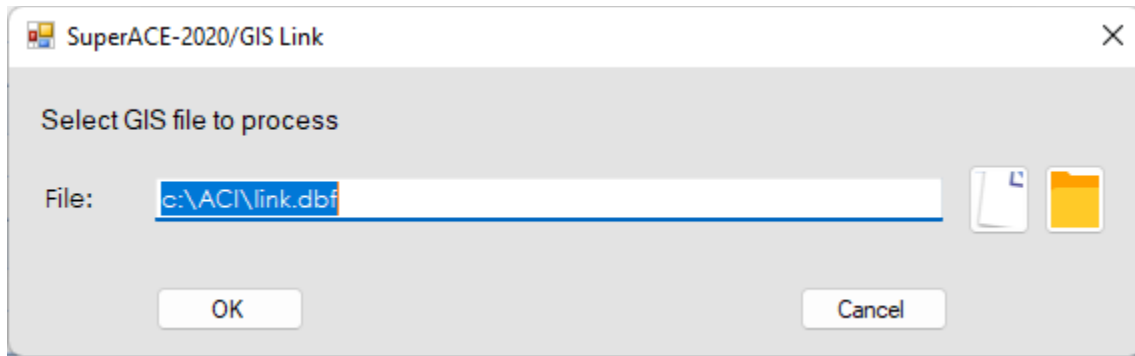 SuperACE-2020/GIS Link
Select GIS file to process
File: c:\ACI\link.dbf
OK Cancel